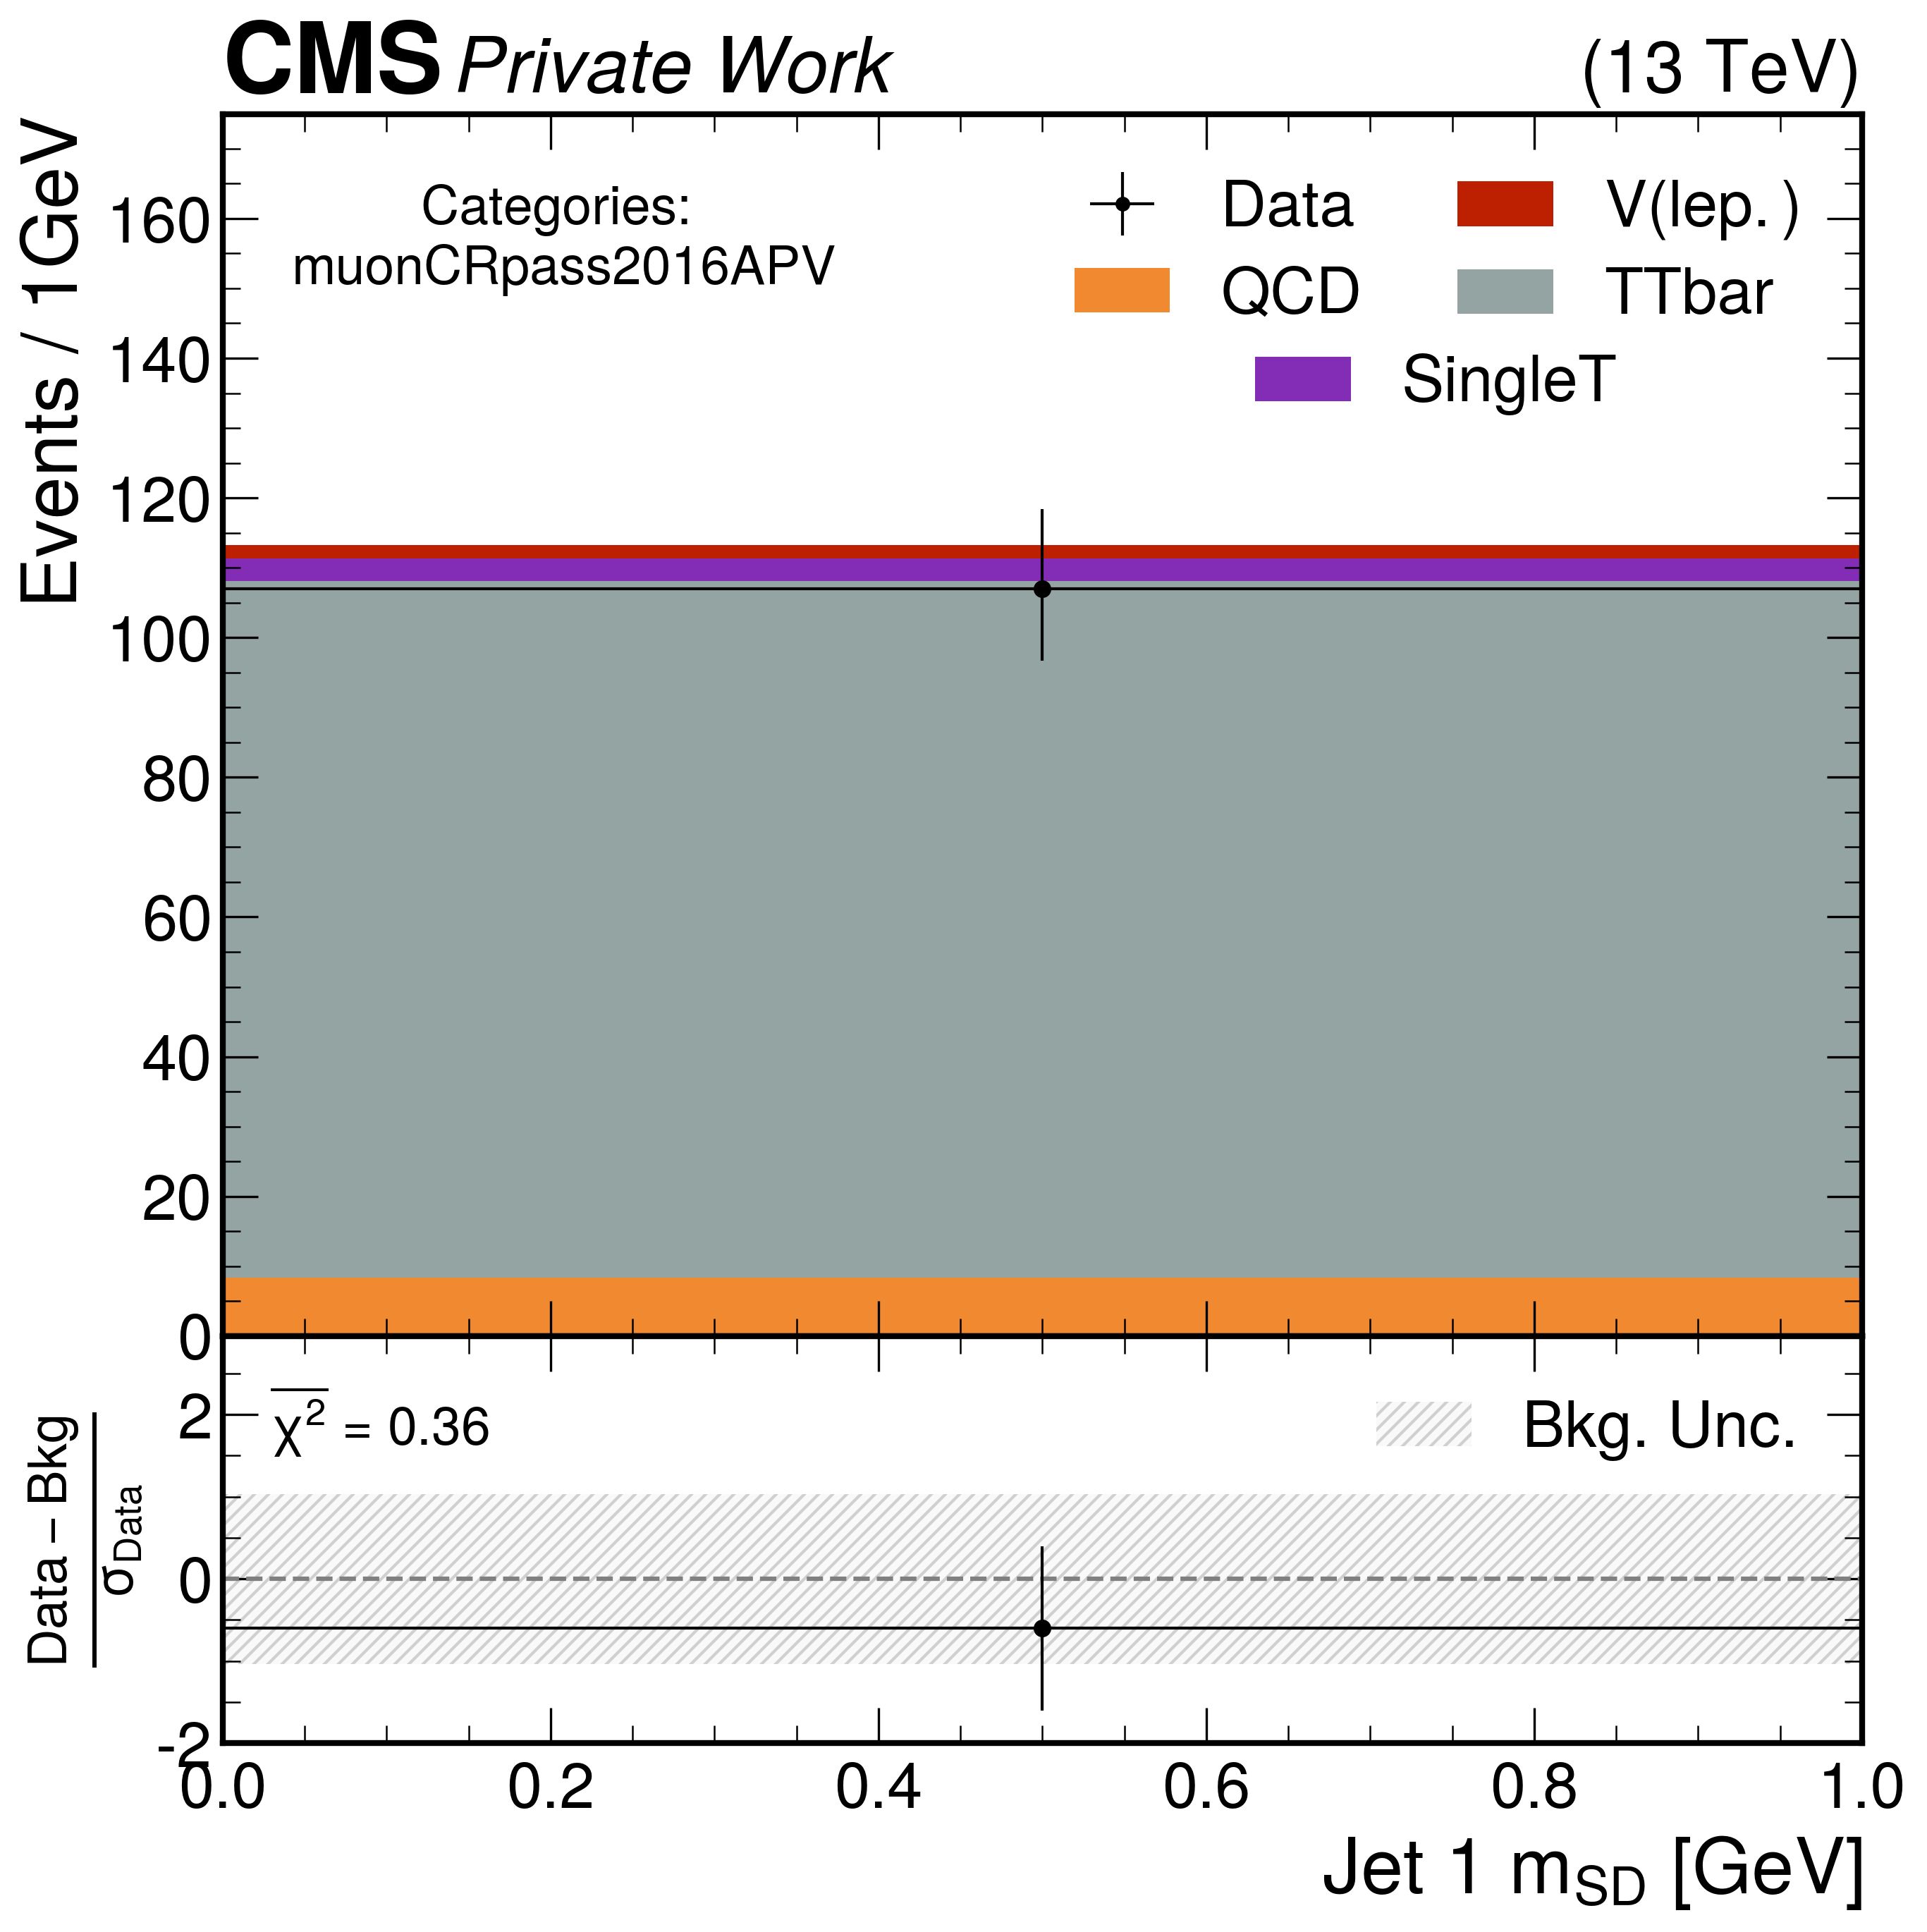 CMS Private Work (13 TeV)
Events / 1GeV
Categories:
muonCRpass2016APV
Data
V(lep.)
QCD
TTbar
SingleT
160
140
120
100
80
60
40
20
0
Data – Bkg
σData
2
0
-2
χ² = 0.36
Bkg. Unc.
0.0 0.2 0.4 0.6 0.8 1.0
Jet 1 mSD [GeV]